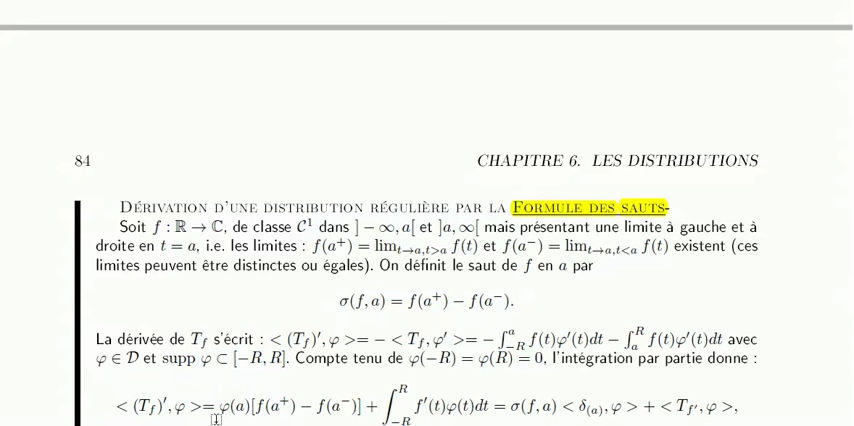 84
CHAPITRE 6. LES DISTRIBUTIONS
DÉRIVATION D'UNE DISTRIBUTION RÉGULIÈRE PAR LA FORMULE DES SAUTS-
Soit f : ℝ → ℂ, de classe 𝒞¹ dans ] − ∞, a[ et ]a, ∞[ mais présentant une limite à gauche et à
droite en t = a, i.e. les limites : f(a⁺) = lim_{t→a,t>a} f(t) et f(a⁻) = lim_{t→a,t<a} f(t) existent (ces
limites peuvent être distinctes ou égales). On définit le saut de f en a par
σ(f, a) = f(a⁺) − f(a⁻).
La dérivée de T_f s'écrit : < (T_f)′, φ >= − < T_f, φ′ >= − ∫_{−R}^{a} f(t)φ′(t)dt − ∫_{a}^{R} f(t)φ′(t)dt avec
φ ∈ 𝒟 et supp φ ⊂ [−R, R]. Compte tenu de φ(−R) = φ(R) = 0, l'intégration par partie donne :
< (T_f)′, φ >= φ(a)[f(a⁺) − f(a⁻)] + ∫_{−R}^{R} f′(t)φ(t)dt = σ(f, a) < δ_{(a)}, φ > + < T_{f′}, φ >,